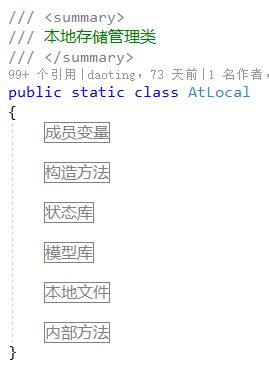 /// <summary>
/// 本地存储管理类
/// </summary>
99+ 个引用|daoting，73 天前|1 名作者，
public static class AtLocal
{
成员变量
构造方法
状态库
模型库
本地文件
内部方法
}